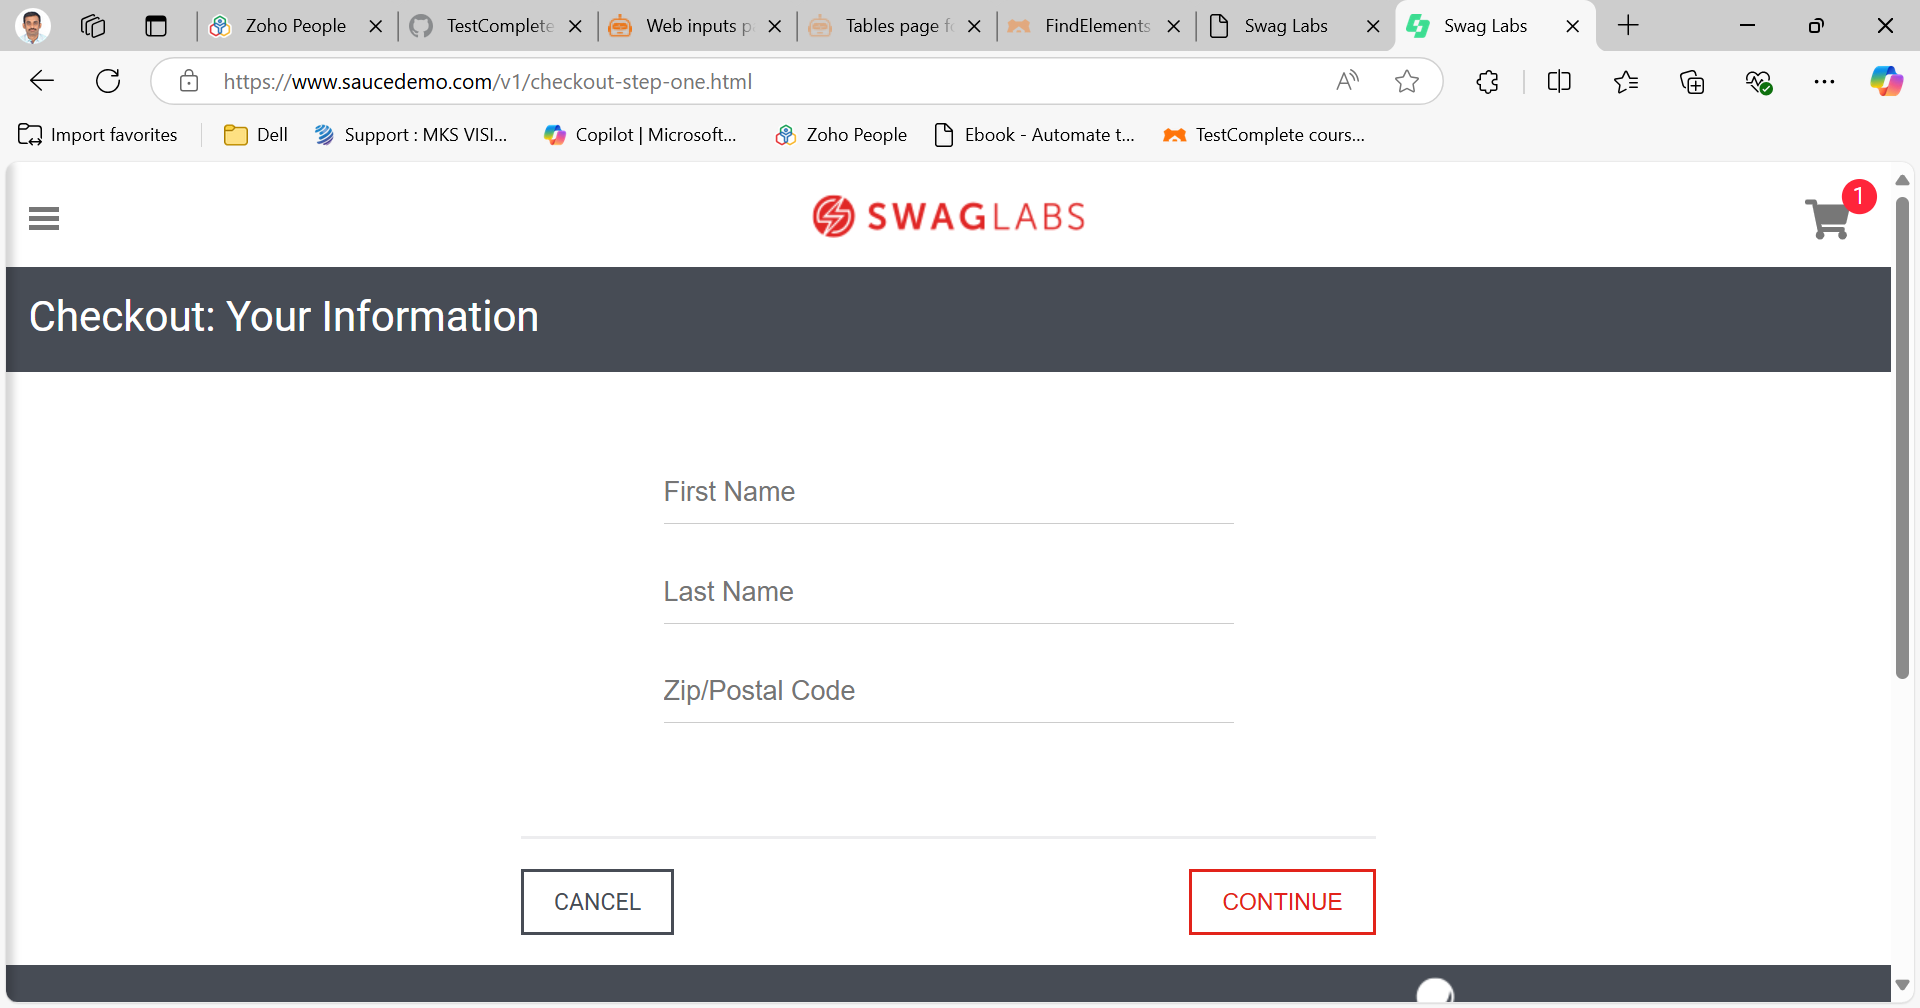 Zoho People
TestComplete
Web inputs p
Tables page fo
FindElements
Swag Labs
Swag Labs
https://www.saucedemo.com/v1/checkout-step-one.html
Import favorites
Dell
Support : MKS VISI...
Copilot | Microsoft...
Zoho People
Ebook - Automate t...
TestComplete cours...
SWAGLABS
1
Checkout: Your Information
First Name
Last Name
Zip/Postal Code
CANCEL
CONTINUE